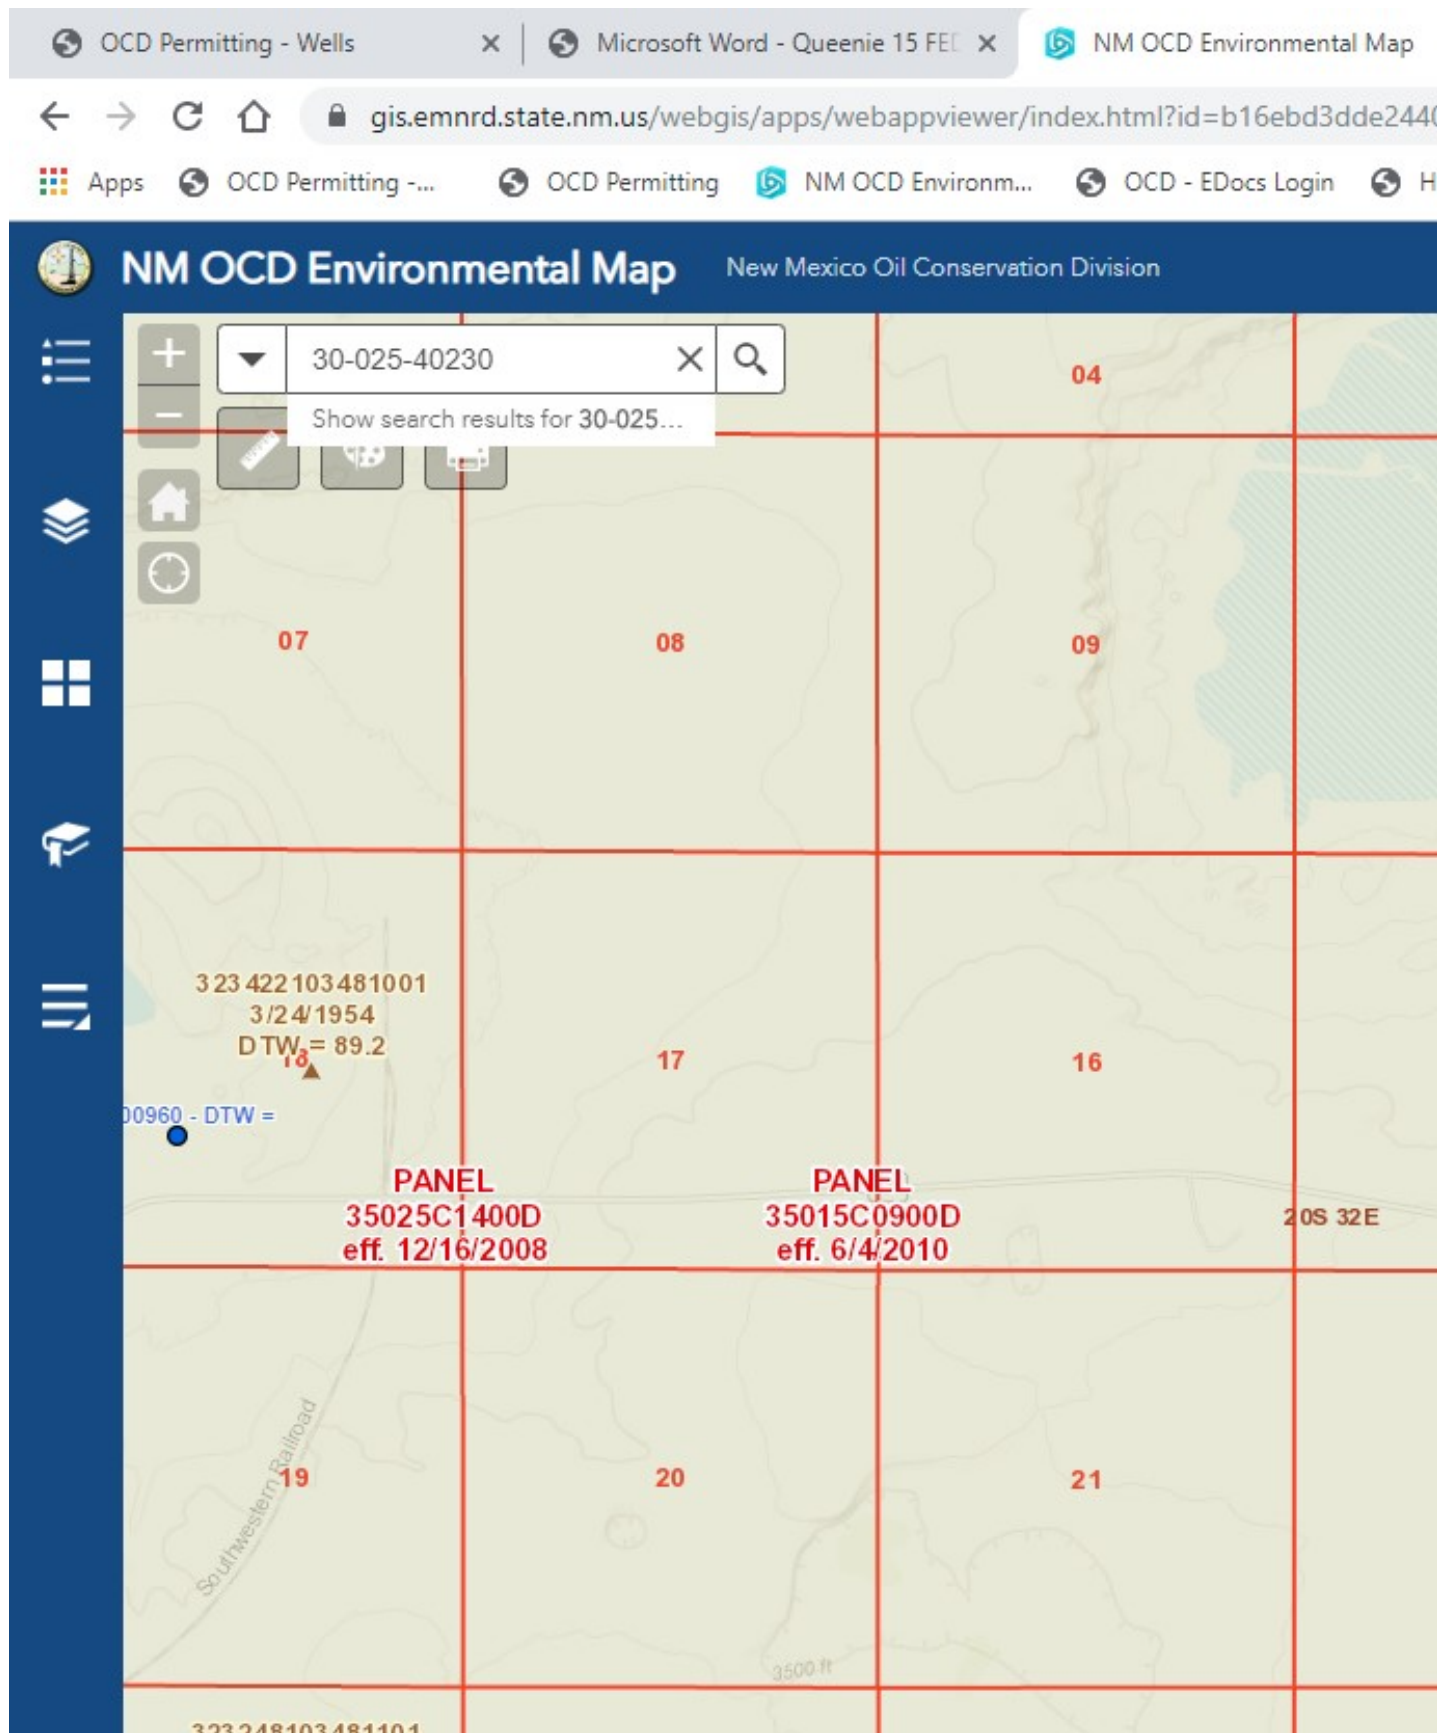 OCD Permitting - Wells
Microsoft Word - Queenie 15 FED
NM OCD Environmental Map
gis.emnrd.state.nm.us/webgis/apps/webappviewer/index.html?id=b16ebd3dde2440
Apps
OCD Permitting -...
OCD Permitting
NM OCD Environm...
OCD - EDocs Login
H
NM OCD Environmental Map
New Mexico Oil Conservation Division
30-025-40230
Show search results for 30-025...
04
07
08
09
323422103481001
3/24/1954
DTW = 89.2
18
17
16
00960 - DTW =
PANEL
35025C1400D
eff. 12/16/2008
PANEL
35015C0900D
eff. 6/4/2010
20S 32E
Southwestern Railroad
19
20
21
3500 ft
323248103481101